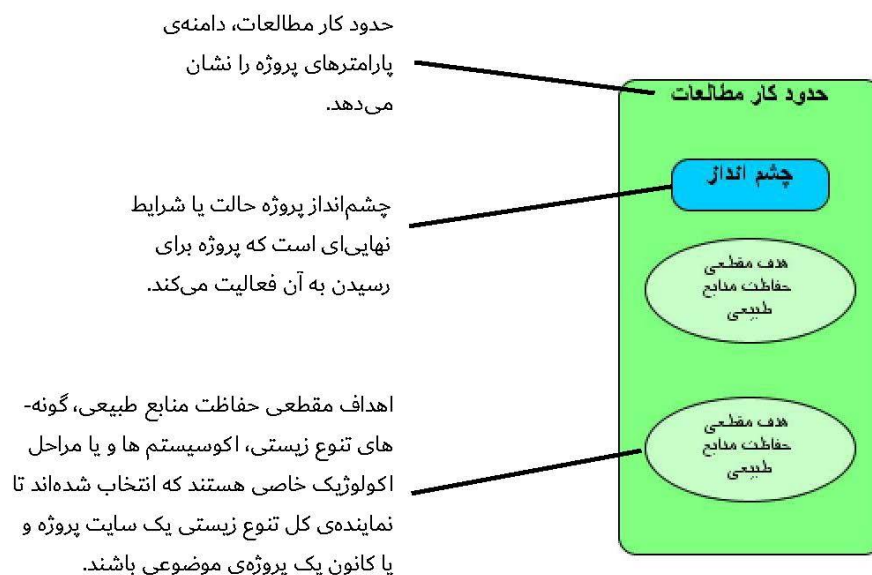 حدود کار مطالعات، دامنه‌ی
پارامترهای پروژه را نشان
می‌دهد.
حدود کار مطالعات
چشم انداز
چشم‌انداز پروژه حالت یا شرایط
نهایی‌ای است که پروژه برای
رسیدن به آن فعالیت می‌کند.
هدف مقطعی
حفاظت منابع
طبیعی
اهداف مقطعی حفاظت منابع طبیعی، گونه-
های تنوع زیستی، اکوسیستم ها و یا مراحل
اکولوژیک خاصی هستند که انتخاب شده‌اند تا
نماینده‌ی کل تنوع زیستی یک سایت پروژه و
یا کانون یک پروژه‌ی موضوعی باشند.
هدف مقطعی
حفاظت منابع
طبیعی